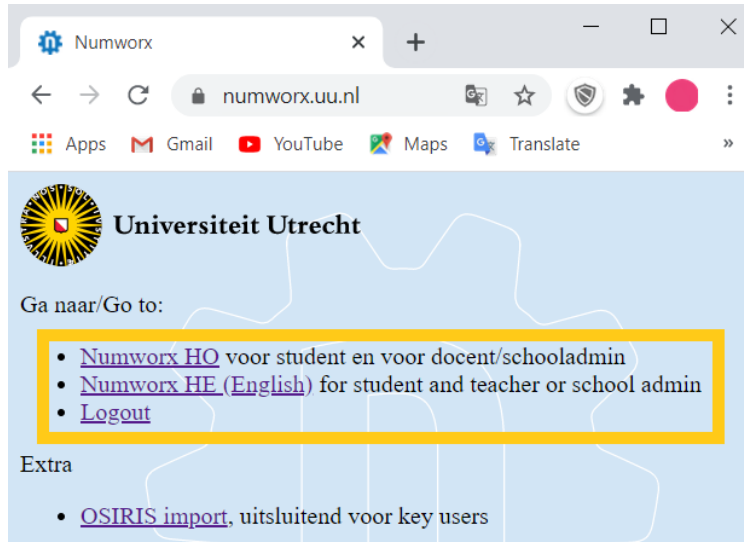 Numworx
numworx.uu.nl
Apps Gmail YouTube Maps Translate
Universiteit Utrecht
Ga naar/Go to:
Numworx HO voor student en voor docent/schooladmin
Numworx HE (English) for student and teacher or school admin
Logout
Extra
OSIRIS import, uitsluitend voor key users